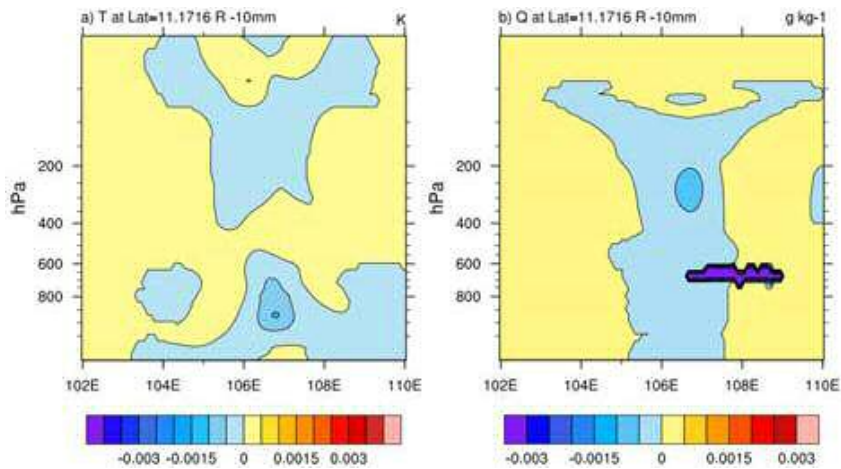 a) T at Lat=11.1716 R -10mm K
b) Q at Lat=11.1716 R -10mm g kg-1
hPa
200
400
600
800
102E 104E 106E 108E 110E
-0.003 -0.0015 0 0.0015 0.003
hPa
200
400
600
800
102E 104E 106E 108E 110E
-0.003 -0.0015 0 0.0015 0.003